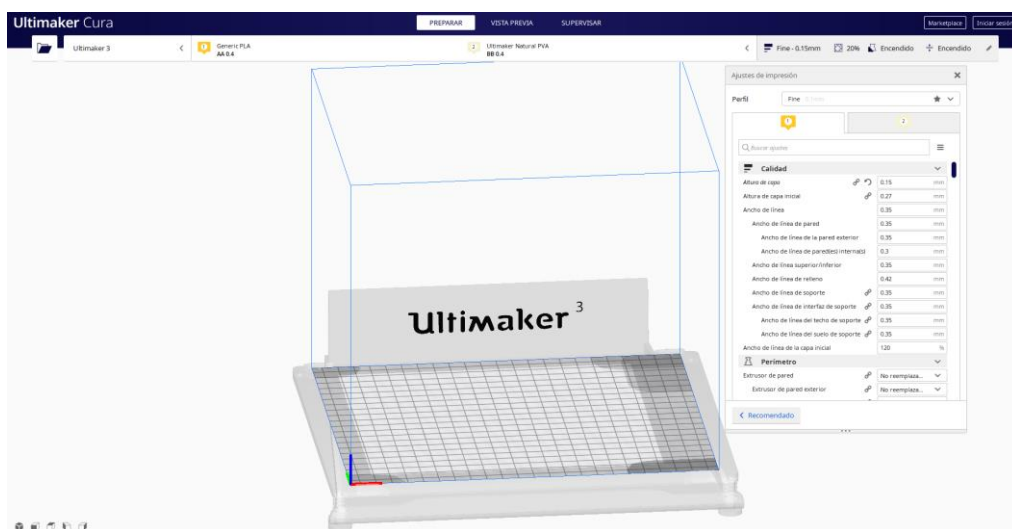 Ultimaker Cura
PREPARAR VISTA PREVIA SUPERVISAR
Marketplace Iniciar sesión
Ultimaker 3
Generic PLA
AA 0.4
2 Ultimaker Natural PVA
BB 0.4
Fine - 0.15mm 20% Encendido Encendido
Ajustes de impresión
Perfil Fine
2
Buscar ajustes
Calidad
Altura de capa 0.15 mm
Altura de capa inicial 0.27 mm
Ancho de línea 0.35 mm
Ancho de línea de pared 0.35 mm
Ancho de línea de la pared exterior 0.35 mm
Ancho de línea de pared(es) interna(s) 0.3 mm
Ancho de línea superior/inferior 0.35 mm
Ancho de línea de relleno 0.42 mm
Ancho de línea de soporte 0.35 mm
Ancho de línea de interfaz de soporte 0.35 mm
Ancho de línea del techo de soporte 0.35 mm
Ancho de línea del suelo de soporte 0.35 mm
Ancho de línea de la capa inicial 120 %
Perímetro
Extrusor de pared No reemplaza...
Extrusor de pared exterior No reemplaza...
Recomendado
Ultimaker 3